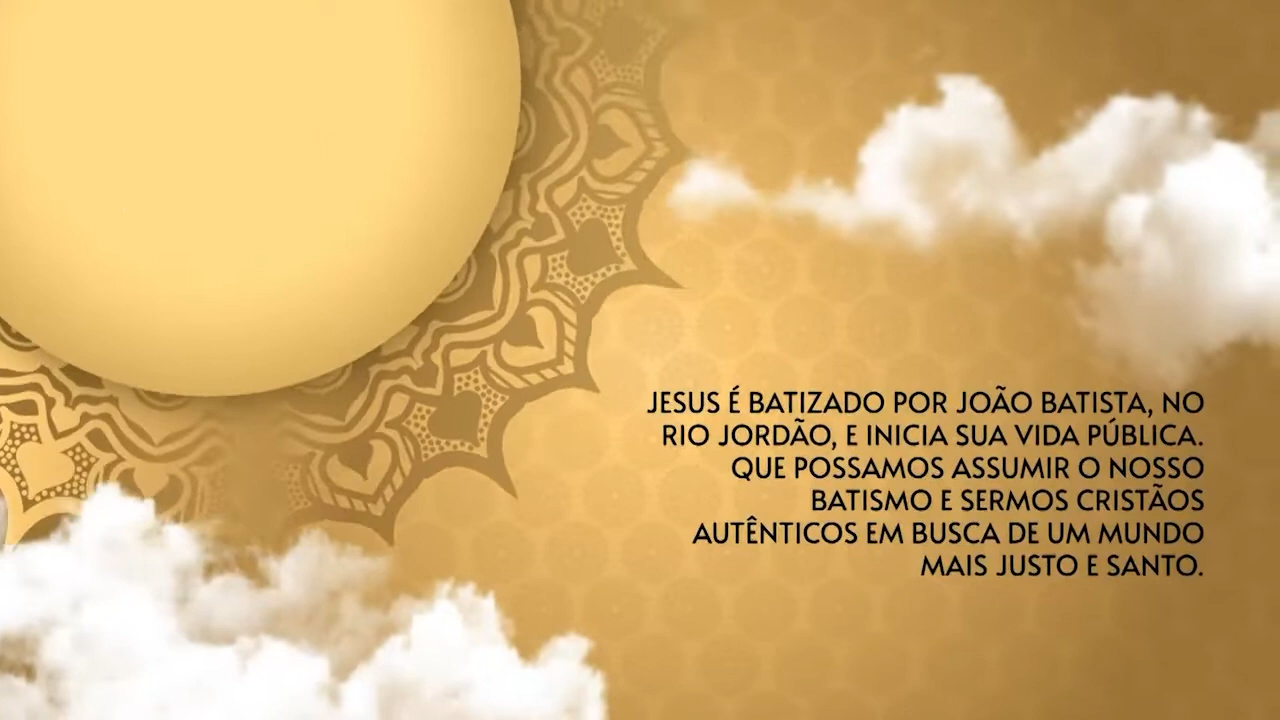 JESUS É BATIZADO POR JOÃO BATISTA, NO
RIO JORDÃO, E INICIA SUA VIDA PÚBLICA.
QUE POSSAMOS ASSUMIR O NOSSO
BATISMO E SERMOS CRISTÃOS
AUTÊNTICOS EM BUSCA DE UM MUNDO
MAIS JUSTO E SANTO.